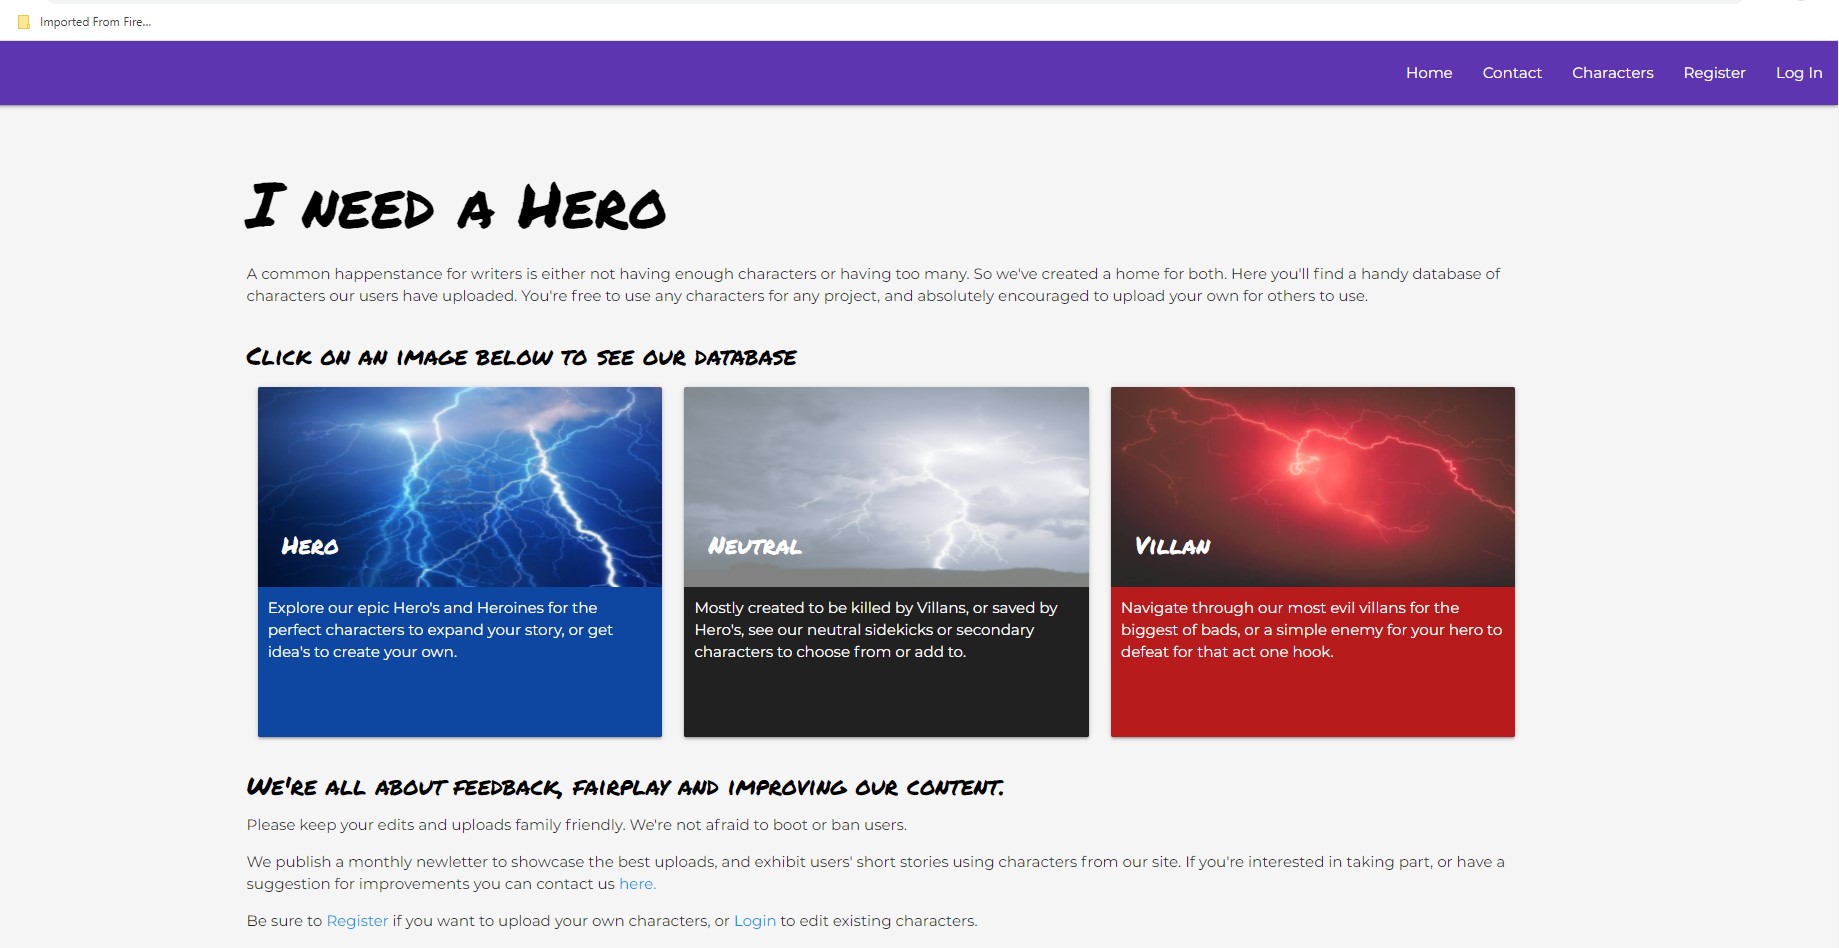 Imported From Fire...
Home Contact Characters Register Log In
I need a Hero
A common happenstance for writers is either not having enough characters or having too many. So we've created a home for both. Here you'll find a handy database of
characters our users have uploaded. You're free to use any characters for any project, and absolutely encouraged to upload your own for others to use.
Click on an image below to see our database
Hero
Explore our epic Hero's and Heroines for the
perfect characters to expand your story, or get
idea's to create your own.
Neutral
Mostly created to be killed by Villans, or saved by
Hero's, see our neutral sidekicks or secondary
characters to choose from or add to.
Villan
Navigate through our most evil villans for the
biggest of bads, or a simple enemy for your hero to
defeat for that act one hook.
We're all about feedback, fairplay and improving our content.
Please keep your edits and uploads family friendly. We're not afraid to boot or ban users.
We publish a monthly newletter to showcase the best uploads, and exhibit users' short stories using characters from our site. If you're interested in taking part, or have a
suggestion for improvements you can contact us here.
Be sure to Register if you want to upload your own characters, or Login to edit existing characters.